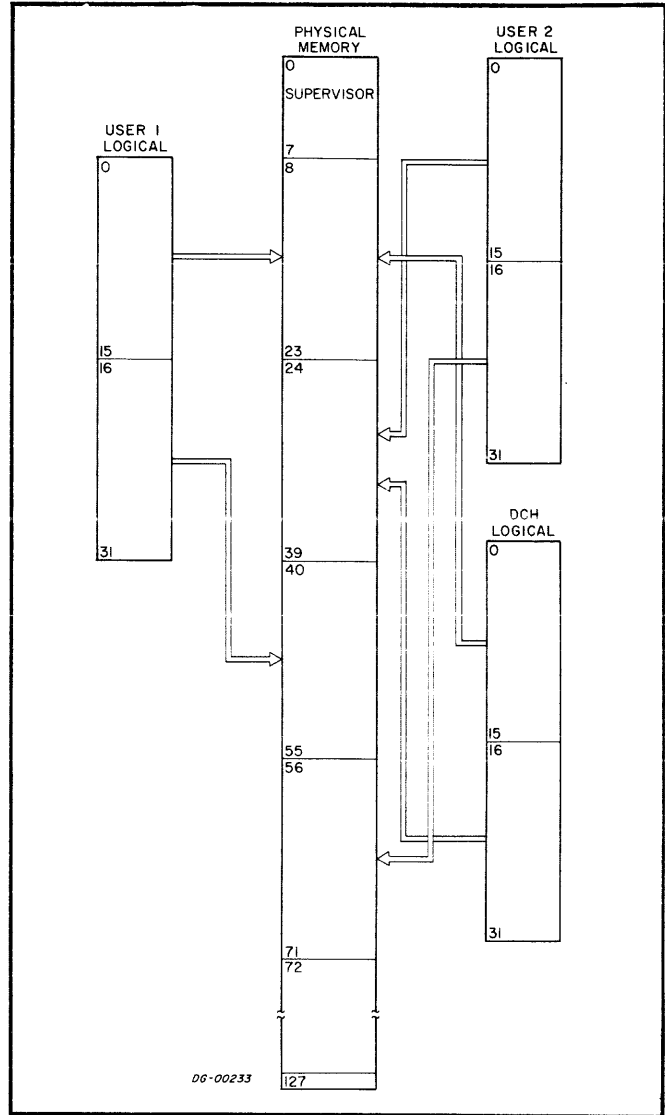 PHYSICAL
MEMORY
0
SUPERVISOR
7
8
23
24
39
40
55
56
71
72
127
USER 1
LOGICAL
0
15
16
31
USER 2
LOGICAL
0
15
16
31
DCH
LOGICAL
0
15
16
31
DG-00233